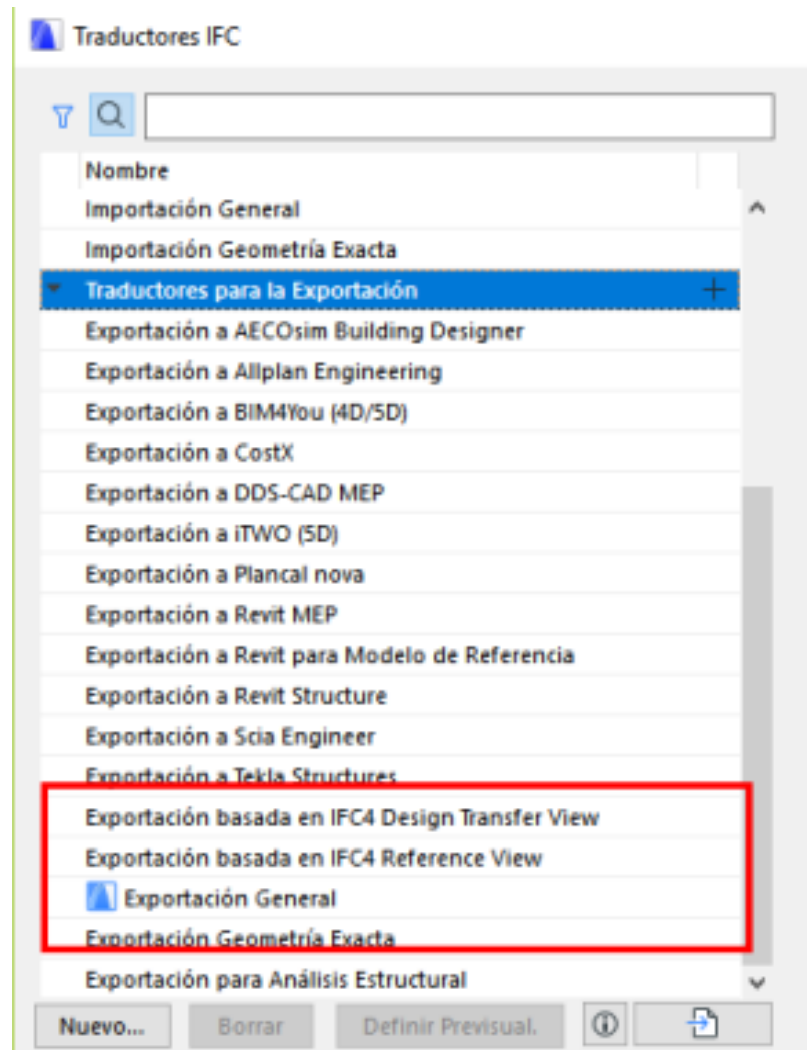 Traductores IFC
Nombre
Importación General
Importación Geometría Exacta
Traductores para la Exportación
Exportación a AECOsim Building Designer
Exportación a Allplan Engineering
Exportación a BIM4You (4D/5D)
Exportación a CostX
Exportación a DDS-CAD MEP
Exportación a iTWO (5D)
Exportación a Plancal nova
Exportación a Revit MEP
Exportación a Revit para Modelo de Referencia
Exportación a Revit Structure
Exportación a Scia Engineer
Exportación a Tekla Structures
Exportación basada en IFC4 Design Transfer View
Exportación basada en IFC4 Reference View
Exportación General
Exportación Geometría Exacta
Exportación para Análisis Estructural
Nuevo... Borrar Definir Previsual.